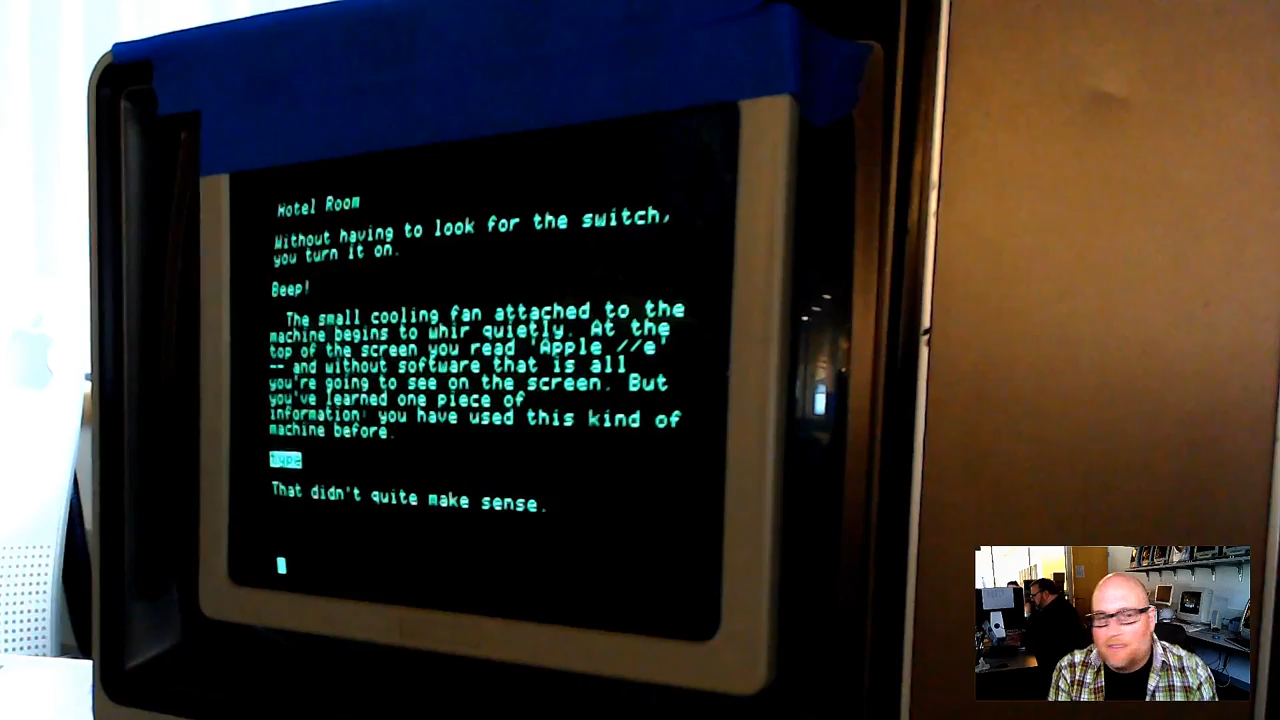 Hotel Room
Without having to look for the switch,
you turn it on.
Beep!
The small cooling fan attached to the
machine begins to whir quietly. At the
top of the screen you read 'Apple //e'
-- and without software that is all
you're going to see on the screen. But
you've learned one piece of
information: you have used this kind of
machine before.
type
That didn't quite make sense.